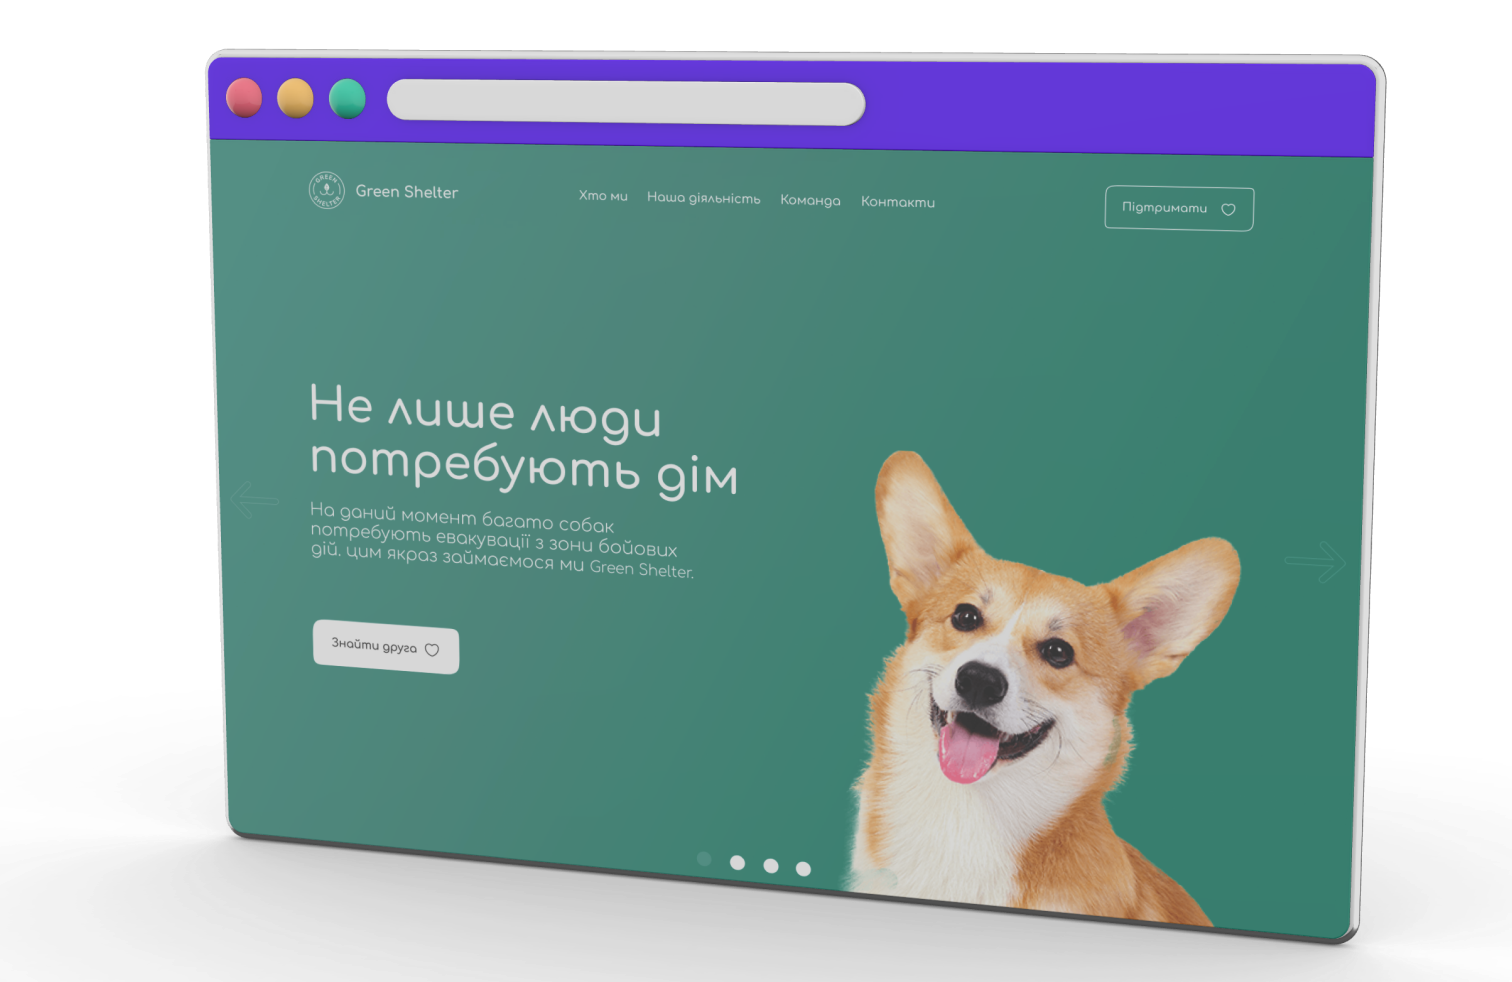 GREEN SHELTER
Green Shelter
Хто ми
Наша діяльність
Команда
Контакти
Підтримати
Не лише люди
потребують дім
На даний момент багато собак
потребують евакувації з зони бойових
дій. цим якраз займаємося ми Green Shelter.
Знайти друга